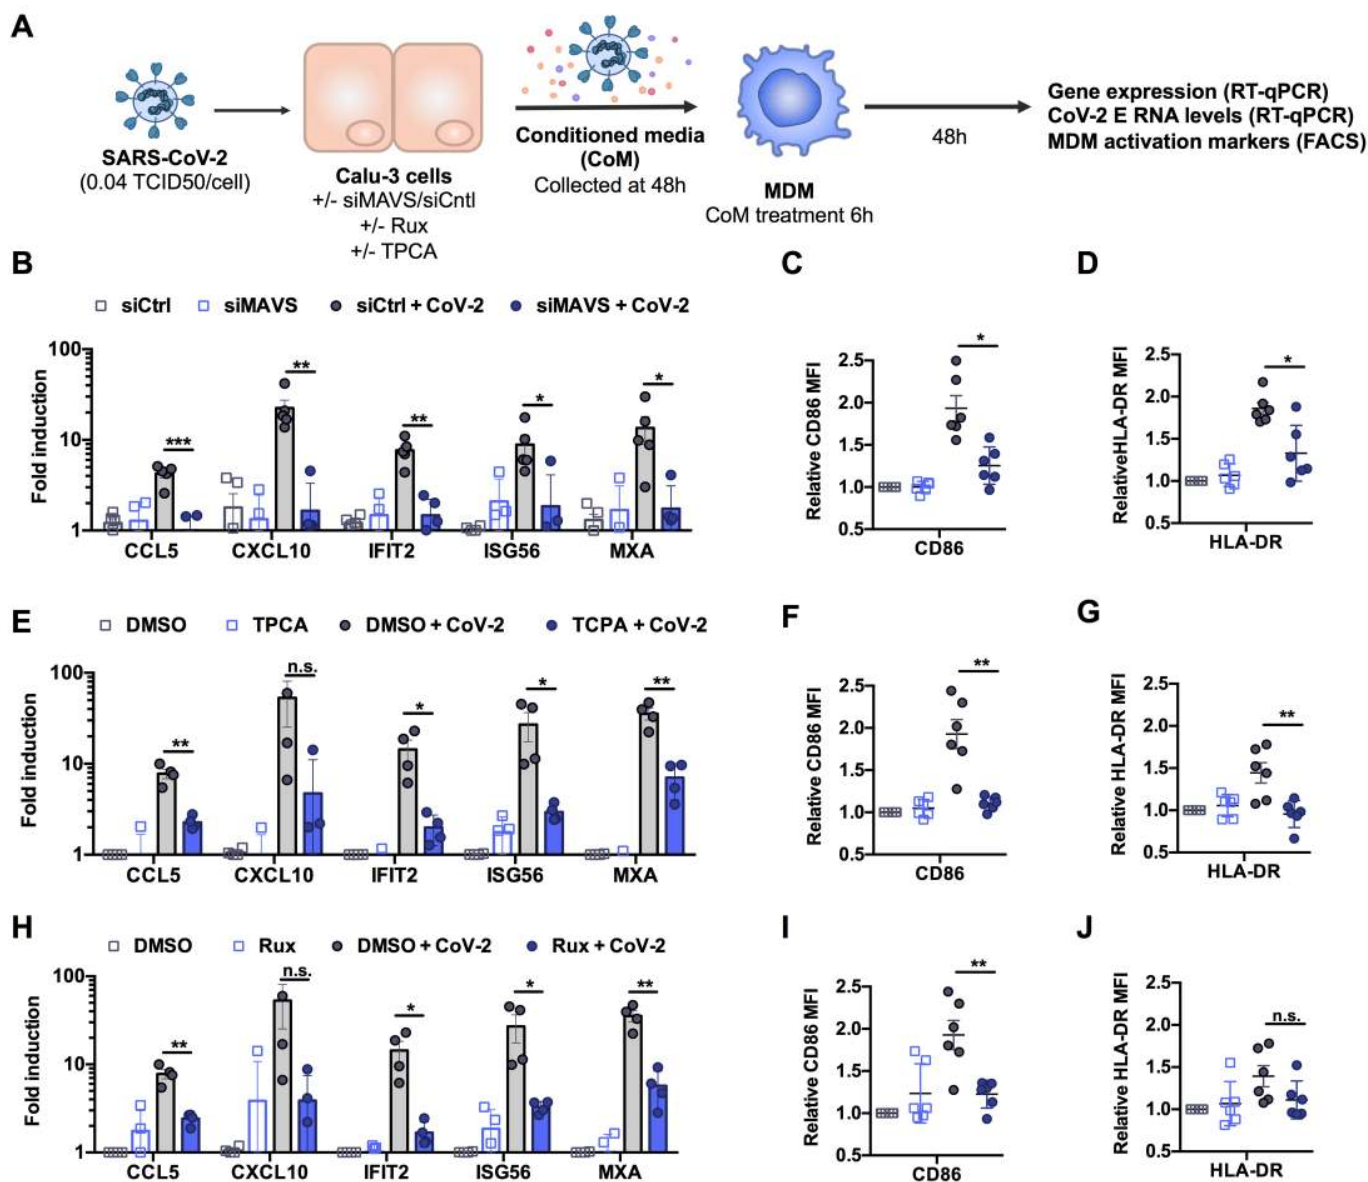 A
SARS-CoV-2
(0.04 TCID50/cell)
Calu-3 cells
+/- siMAVS/siCntl
+/- Rux
+/- TPCA
Conditioned media
(CoM)
Collected at 48h
MDM
CoM treatment 6h
48h
Gene expression (RT-qPCR)
CoV-2 E RNA levels (RT-qPCR)
MDM activation markers (FACS)
B
siCtrl siMAVS siCtrl + CoV-2 siMAVS + CoV-2
Fold induction
100
10
1
*** ** ** * *
CCL5 CXCL10 IFIT2 ISG56 MXA
C
Relative CD86 MFI
2.5
2.0
1.5
1.0
0.5
*
CD86
D
RelativeHLA-DR MFI
2.5
2.0
1.5
1.0
0.5
*
HLA-DR
E
DMSO TPCA DMSO + CoV-2 TCPA + CoV-2
Fold induction
100
10
1
** n.s. * * **
CCL5 CXCL10 IFIT2 ISG56 MXA
F
Relative CD86 MFI
2.5
2.0
1.5
1.0
0.5
**
CD86
G
Relative HLA-DR MFI
2.5
2.0
1.5
1.0
0.5
**
HLA-DR
H
DMSO Rux DMSO + CoV-2 Rux + CoV-2
Fold induction
100
10
1
** n.s. * * **
CCL5 CXCL10 IFIT2 ISG56 MXA
I
Relative CD86 MFI
2.5
2.0
1.5
1.0
0.5
**
CD86
J
Relative HLA-DR MFI
2.5
2.0
1.5
1.0
0.5
n.s.
HLA-DR